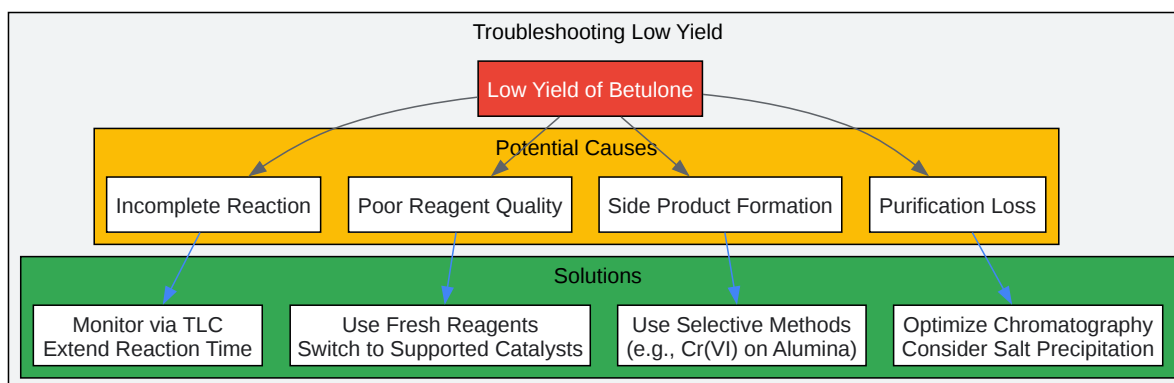 Troubleshooting Low Yield
Low Yield of Betulone
Potential Causes
Incomplete Reaction
Poor Reagent Quality
Side Product Formation
Purification Loss
Solutions
Monitor via TLC
Extend Reaction Time
Use Fresh Reagents
Switch to Supported Catalysts
Use Selective Methods
(e.g., Cr(VI) on Alumina)
Optimize Chromatography
Consider Salt Precipitation